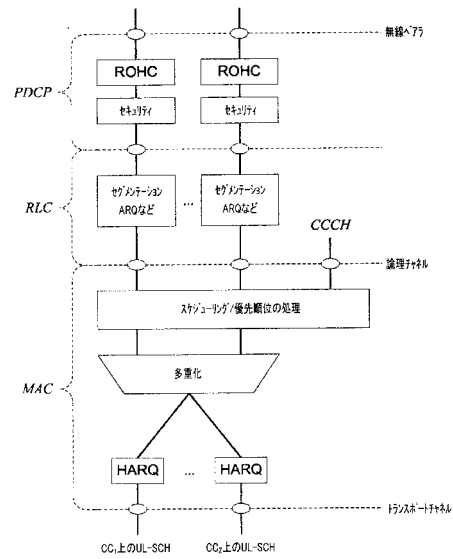 無線ベアラ
ROHC
ROHC
PDCP
セキュリティ
セキュリティ
セグメンテーション
ARQなど
...
セグメンテーション
ARQなど
RLC
CCCH
論理チャネル
スケジューリング/優先順位の処理
多重化
MAC
HARQ
...
HARQ
トランスポートチャネル
CC₁上のUL-SCH
CC₂上のUL-SCH